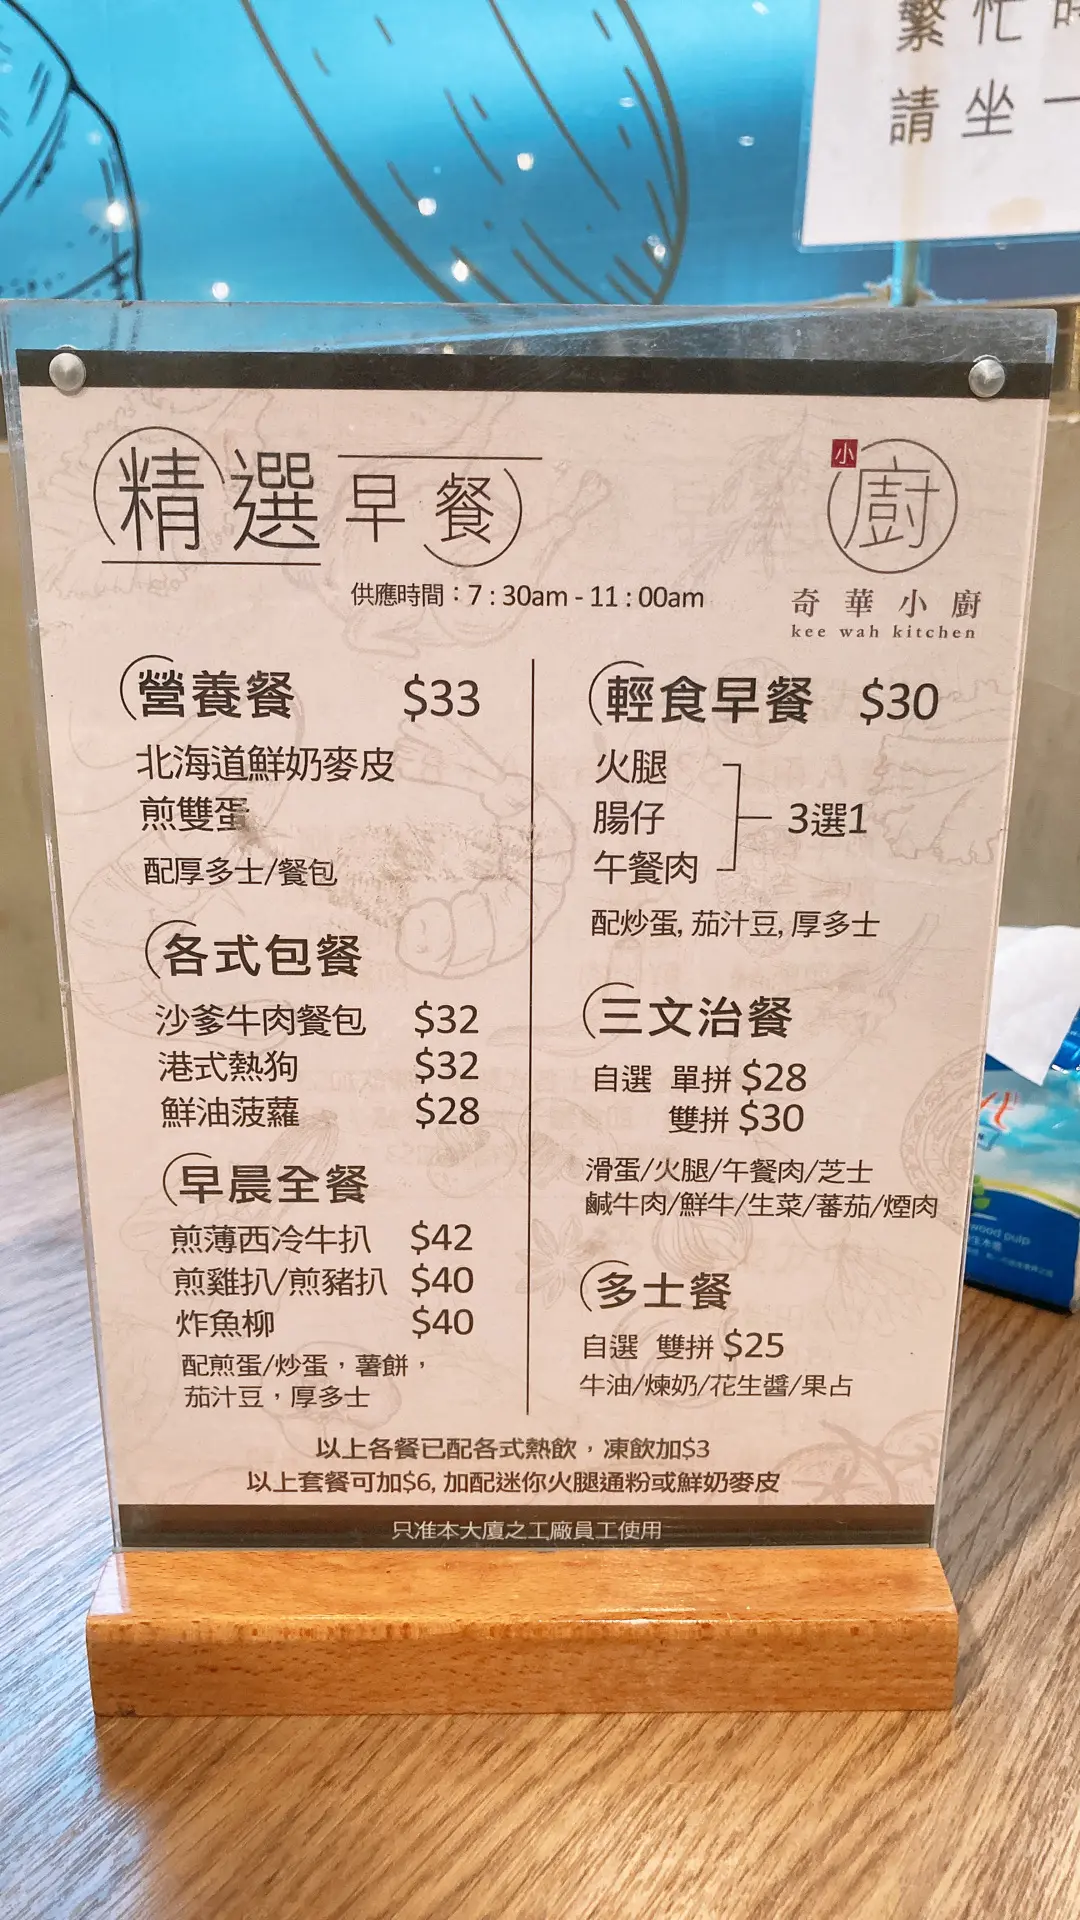 繁忙時
請坐一
精選早餐
供應時間：7 : 30am - 11 : 00am
小
廚
奇華小廚
kee wah kitchen
營養餐 $33
北海道鮮奶麥皮
煎雙蛋
配厚多士/餐包
各式包餐
沙爹牛肉餐包 $32
港式熱狗 $32
鮮油菠蘿 $28
早晨全餐
煎薄西冷牛扒 $42
煎雞扒/煎豬扒 $40
炸魚柳 $40
配煎蛋/炒蛋，薯餅，
茄汁豆，厚多士
輕食早餐 $30
火腿
腸仔
午餐肉
3選1
配炒蛋, 茄汁豆, 厚多士
三文治餐
自選 單拼 $28
雙拼 $30
滑蛋/火腿/午餐肉/芝士
鹹牛肉/鮮牛/生菜/蕃茄/煙肉
多士餐
自選 雙拼 $25
牛油/煉奶/花生醬/果占
以上各餐已配各式熱飲，凍飲加$3
以上套餐可加$6, 加配迷你火腿通粉或鮮奶麥皮
只准本大廈之工廠員工使用
wood pulp